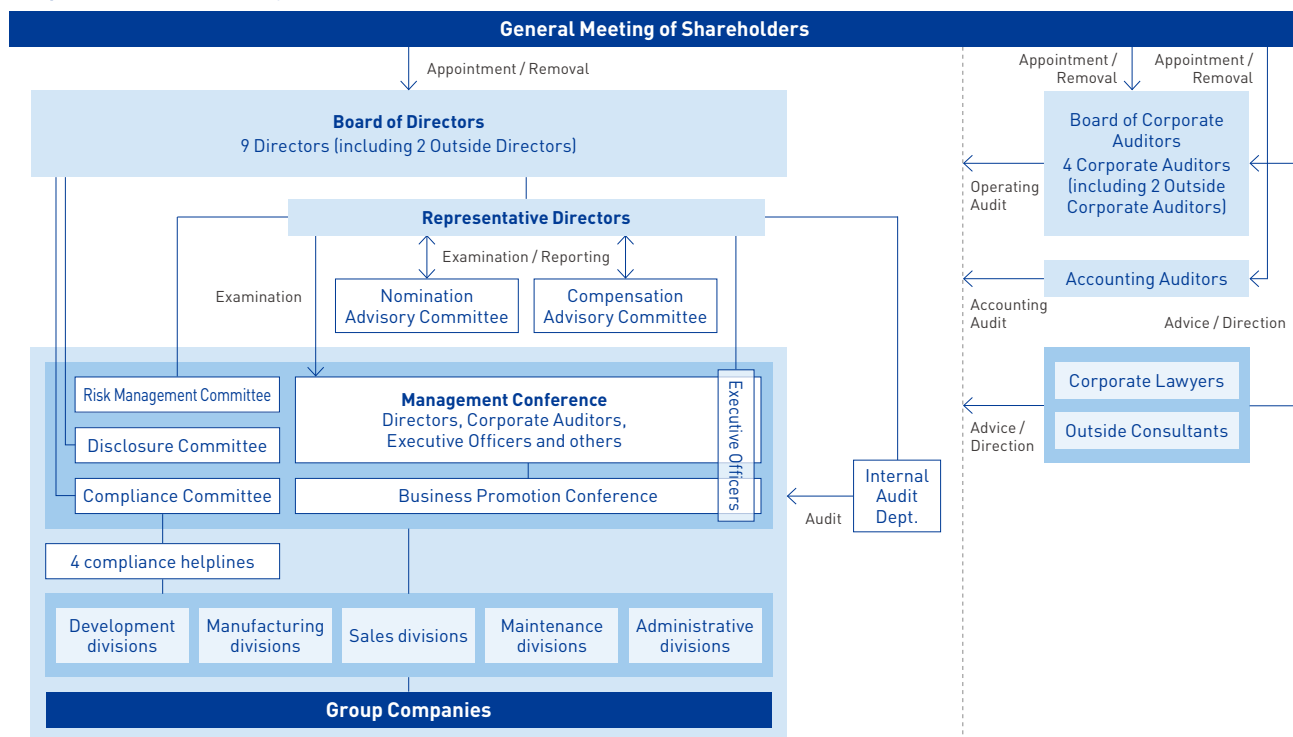 General Meeting of Shareholders
Appointment / Removal
Appointment /
Removal
Appointment /
Removal
Board of Directors
9 Directors (including 2 Outside Directors)
Board of Corporate
Auditors
4 Corporate Auditors
(including 2 Outside
Corporate Auditors)
Operating
Audit
Representative Directors
Examination / Reporting
Examination
Nomination
Advisory Committee
Compensation
Advisory Committee
Accounting Auditors
Accounting
Audit
Advice / Direction
Risk Management Committee
Disclosure Committee
Compliance Committee
Management Conference
Directors, Corporate Auditors,
Executive Officers and others
Business Promotion Conference
Executive Officers
Corporate Lawyers
Outside Consultants
Advice /
Direction
Internal
Audit
Dept.
Audit
4 compliance helplines
Development
divisions
Manufacturing
divisions
Sales divisions
Maintenance
divisions
Administrative
divisions
Group Companies